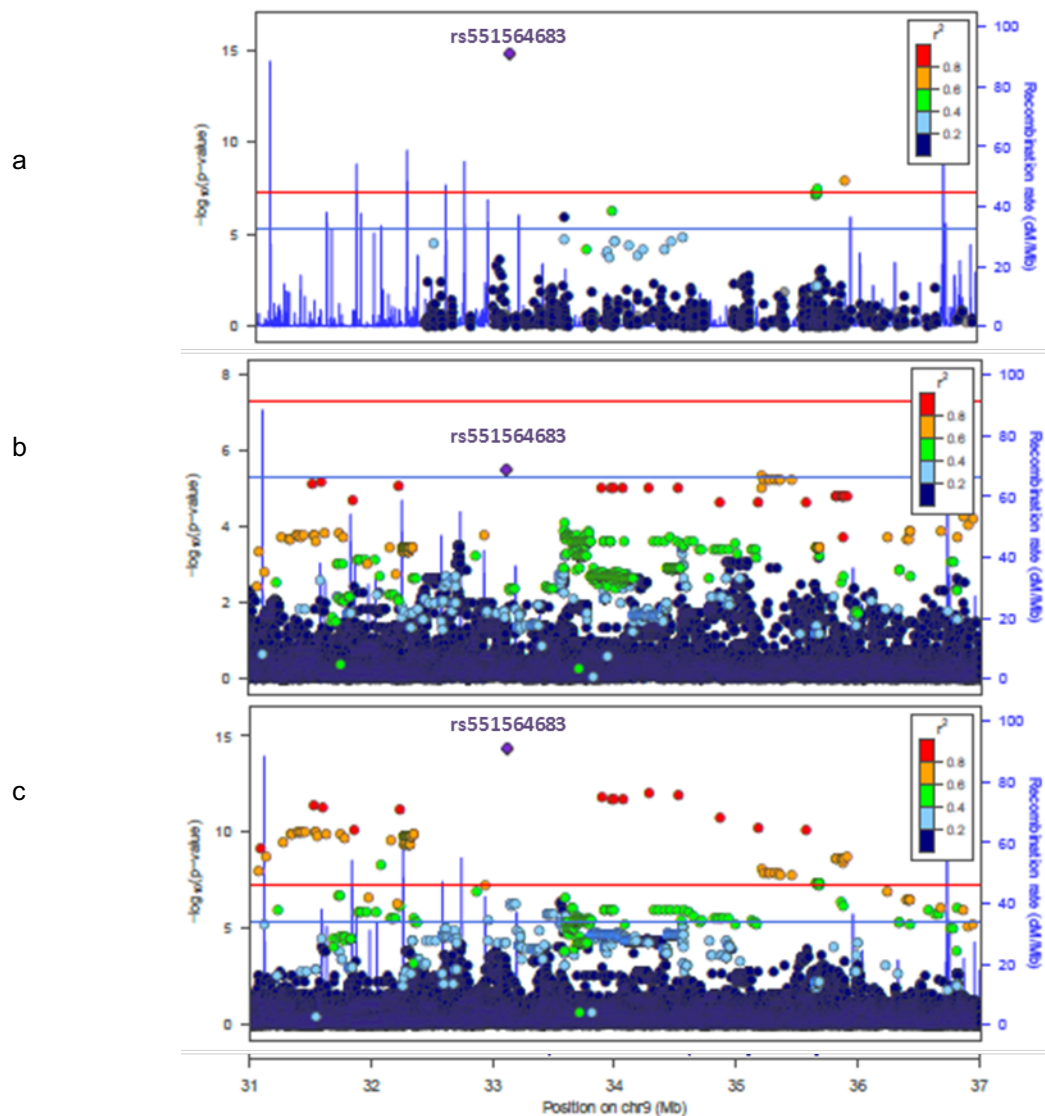 a
rs551564683
−log₁₀(p−value)
15
10
5
0
r²
0.8
0.6
0.4
0.2
100
80
60
40
20
0
Recombination rate (cM/Mb)
b
rs551564683
−log₁₀(p−value)
8
6
4
2
0
r²
0.8
0.6
0.4
0.2
100
80
60
40
20
0
Recombination rate (cM/Mb)
c
rs551564683
−log₁₀(p−value)
15
10
5
0
r²
0.8
0.6
0.4
0.2
100
80
60
40
20
0
Recombination rate (cM/Mb)
31 32 33 34 35 36 37
Position on chr9 (Mb)